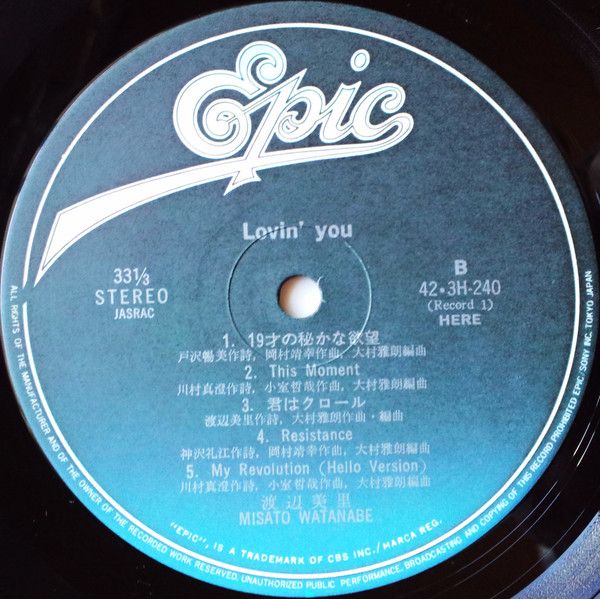 Epic
Lovin' you
33⅓
STEREO
JASRAC
B
42・3H-240
(Record 1)
HERE
1. 19才の秘かな欲望
戸沢暢美作詩, 岡村靖幸作曲, 大村雅朗編曲
2. This Moment
川村真澄作詩, 小室哲哉作曲, 大村雅朗編曲
3. 君はクロール
渡辺美里作詩, 大村雅朗作曲・編曲
4. Resistance
神沢礼江作詩, 岡村靖幸作曲, 大村雅朗編曲
5. My Revolution (Hello Version)
川村真澄作詩, 小室哲哉作曲, 大村雅朗編曲
渡辺美里
MISATO WATANABE
"EPIC", IS A TRADEMARK OF CBS INC./MARCA REG.
ALL RIGHTS OF THE MANUFACTURER AND OF THE OWNER OF THE RECORDED WORK RESERVED. UNAUTHORIZED PUBLIC PERFORMANCE, BROADCASTING AND COPYING OF THIS RECORD PROHIBITED EPIC/SONY INC. TOKYO JAPAN